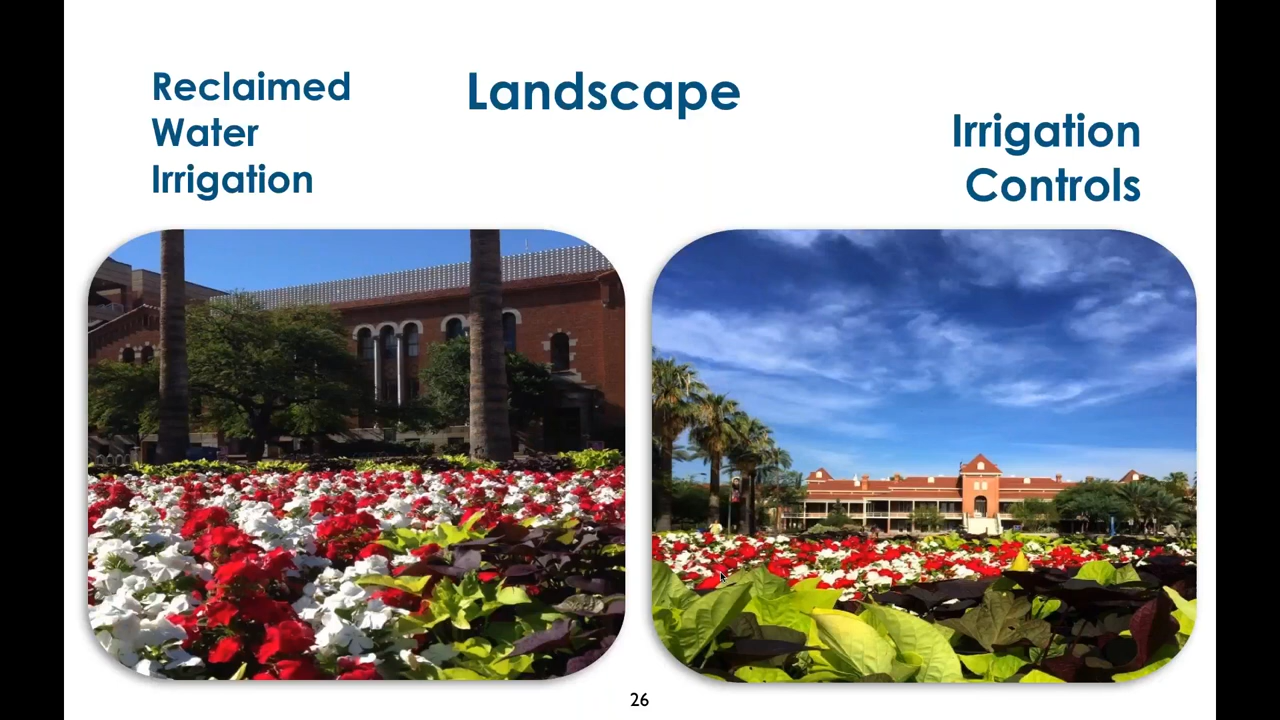 Reclaimed
Water
Irrigation
Landscape
Irrigation
Controls
26